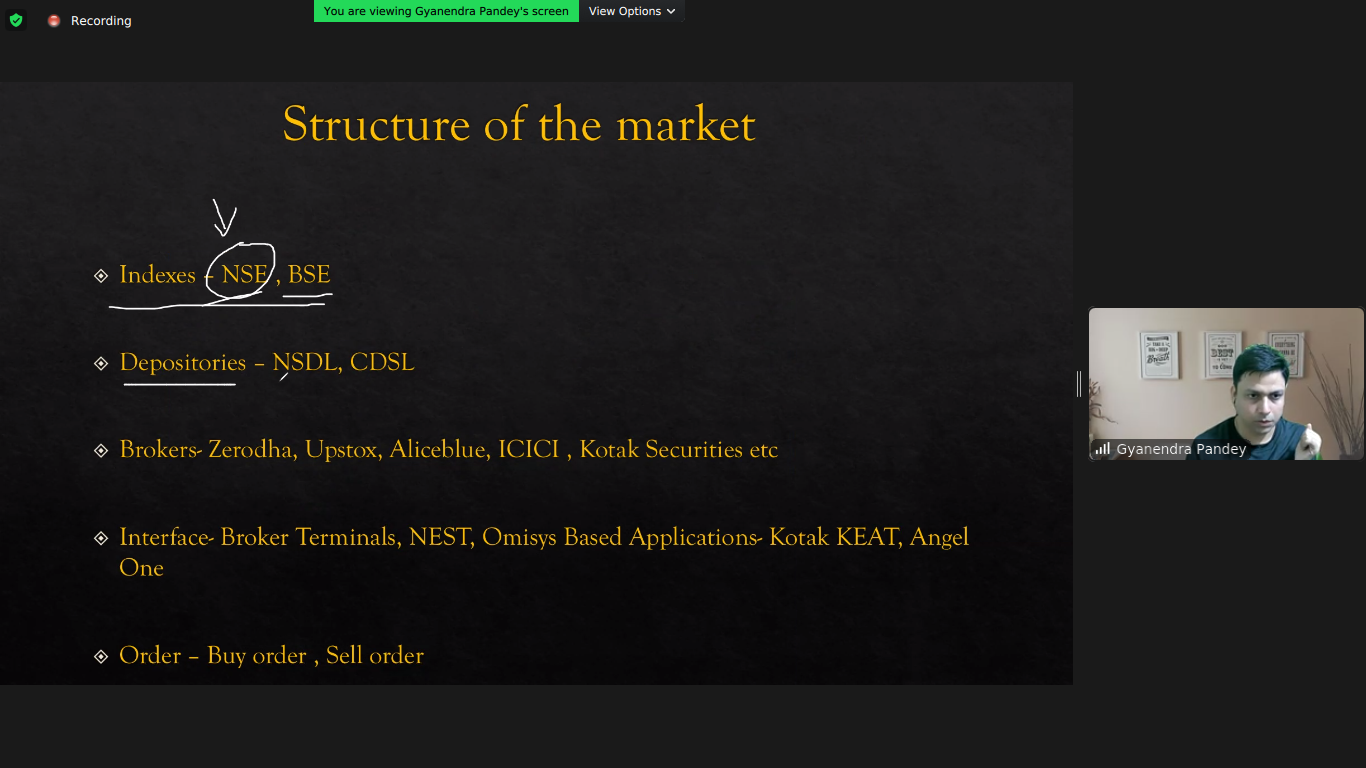 Recording
You are viewing Gyanendra Pandey's screen
View Options
Structure of the market
Indexes – NSE , BSE
Depositories – NSDL, CDSL
Brokers- Zerodha, Upstox, Aliceblue, ICICI , Kotak Securities etc
Interface- Broker Terminals, NEST, Omisys Based Applications- Kotak KEAT, Angel
One
Order – Buy order , Sell order
Breathe
BEST
Gyanendra Pandey